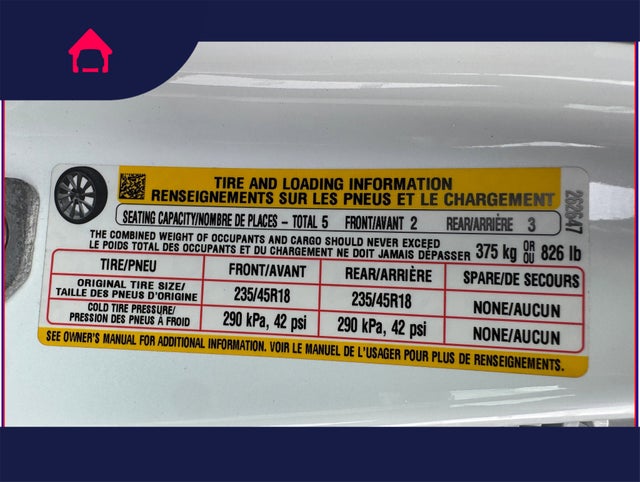 TIRE AND LOADING INFORMATION
RENSEIGNEMENTS SUR LES PNEUS ET LE CHARGEMENT
SEATING CAPACITY/NOMBRE DE PLACES – TOTAL 5 FRONT/AVANT 2 REAR/ARRIÈRE 3
262647
THE COMBINED WEIGHT OF OCCUPANTS AND CARGO SHOULD NEVER EXCEED
LE POIDS TOTAL DES OCCUPANTS ET DU CHARGEMENT NE DOIT JAMAIS DÉPASSER 375 kg OR OU 826 lb
TIRE/PNEU FRONT/AVANT REAR/ARRIÈRE SPARE/DE SECOURS
ORIGINAL TIRE SIZE/
TAILLE DES PNEUS D'ORIGINE 235/45R18 235/45R18 NONE/AUCUN
COLD TIRE PRESSURE/
PRESSION DES PNEUS À FROID 290 kPa, 42 psi 290 kPa, 42 psi NONE/AUCUN
SEE OWNER'S MANUAL FOR ADDITIONAL INFORMATION. VOIR LE MANUEL DE L'USAGER POUR PLUS DE RENSEIGNEMENTS.